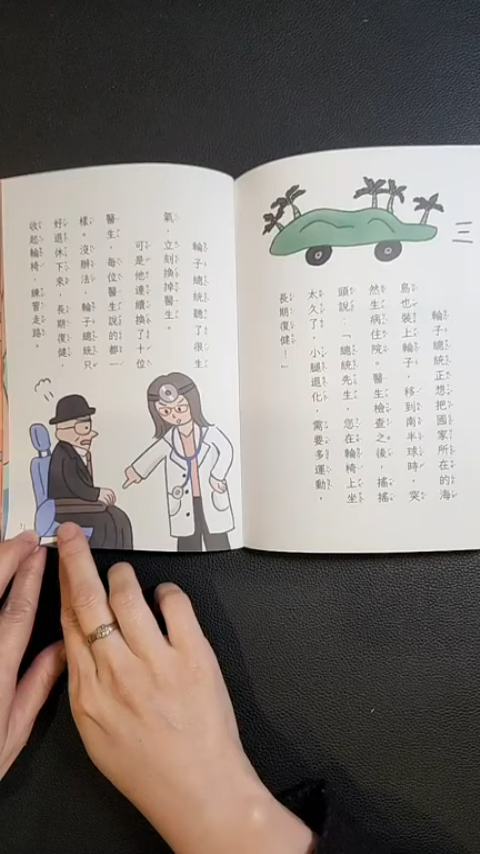 輪子總統正想把國家所在的海
島也裝上輪子，移到南半球時，突
然生病住院。醫生檢查之後，搖搖
頭說：「總統先生，您在輪椅上坐
太久了，小腿退化，需要多運動，
長期復健！」
輪子總統聽了很生
氣，立刻換掉醫生。
可是他連續換了十位
醫生，每位醫生說的都一
樣。沒辦法，輪子總統只
好退休下來，長期復健，
收起輪椅，練習走路。